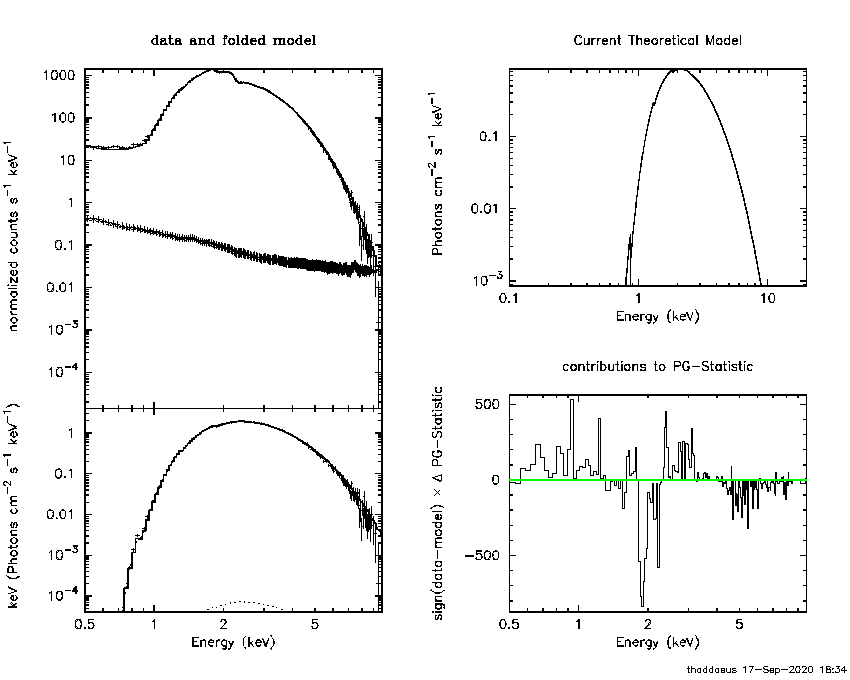 data and folded model
1000
100
10
1
0.1
0.01
10−3
10−4
normalized counts s−1 keV−1
1
0.1
0.01
10−3
10−4
keV (Photons cm−2 s−1 keV−1)
0.5 1 2 5
Energy (keV)
Current Theoretical Model
0.1
0.01
10−3
Photons cm−2 s−1 keV−1
0.1 1 10
Energy (keV)
contributions to PG−Statistic
500
0
−500
sign(data−model) × Δ PG−Statistic
0.5 1 2 5
Energy (keV)
thaddaeus 17−Sep−2020 18:34